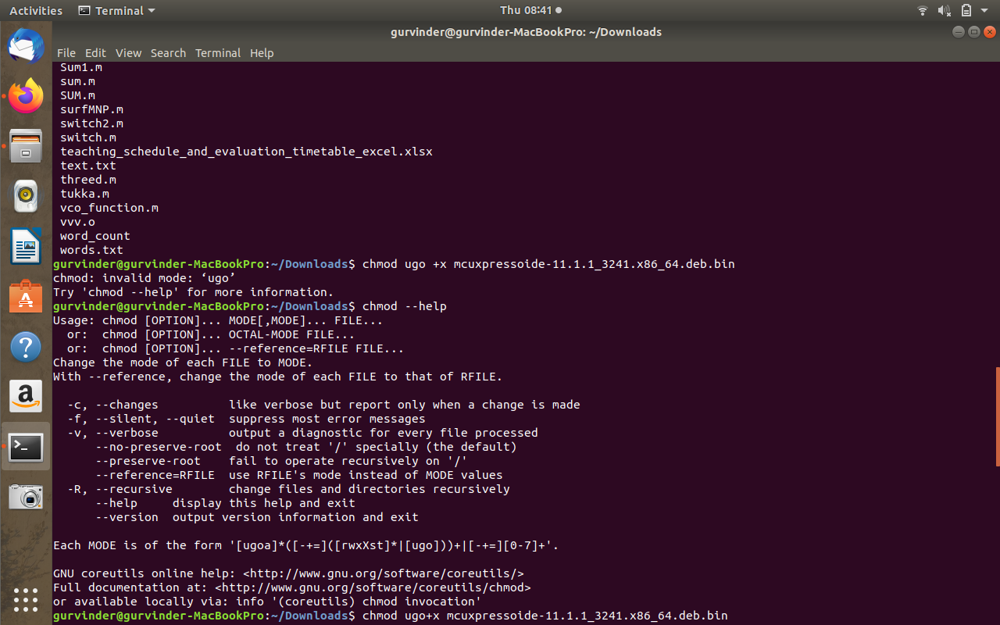 Activities Terminal Thu 08:41
gurvinder@gurvinder-MacBookPro: ~/Downloads
File Edit View Search Terminal Help
Sum1.m
sum.m
SUM.m
surfMNP.m
switch2.m
switch.m
teaching_schedule_and_evaluation_timetable_excel.xlsx
text.txt
threed.m
tukka.m
vco_function.m
vvv.o
word_count
words.txt
gurvinder@gurvinder-MacBookPro:~/Downloads$ chmod ugo +x mcuxpressoide-11.1.1_3241.x86_64.deb.bin
chmod: invalid mode: ‘ugo’
Try 'chmod --help' for more information.
gurvinder@gurvinder-MacBookPro:~/Downloads$ chmod --help
Usage: chmod [OPTION]... MODE[,MODE]... FILE...
  or:  chmod [OPTION]... OCTAL-MODE FILE...
  or:  chmod [OPTION]... --reference=RFILE FILE...
Change the mode of each FILE to MODE.
With --reference, change the mode of each FILE to that of RFILE.
  -c, --changes          like verbose but report only when a change is made
  -f, --silent, --quiet  suppress most error messages
  -v, --verbose          output a diagnostic for every file processed
      --no-preserve-root  do not treat '/' specially (the default)
      --preserve-root    fail to operate recursively on '/'
      --reference=RFILE  use RFILE's mode instead of MODE values
  -R, --recursive        change files and directories recursively
      --help     display this help and exit
      --version  output version information and exit
Each MODE is of the form '[ugoa]*([-+=]([rwxXst]*|[ugo]))+|[-+=][0-7]+'.
GNU coreutils online help: <http://www.gnu.org/software/coreutils/>
Full documentation at: <http://www.gnu.org/software/coreutils/chmod>
or available locally via: info '(coreutils) chmod invocation'
gurvinder@gurvinder-MacBookPro:~/Downloads$ chmod ugo+x mcuxpressoide-11.1.1_3241.x86_64.deb.bin